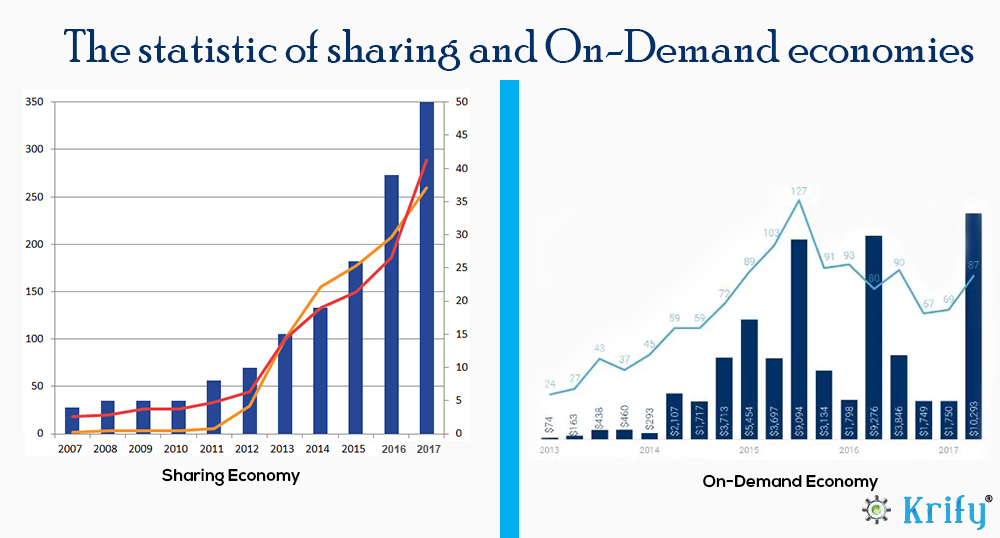 The statistic of sharing and On-Demand economies
350
300
250
200
150
100
50
0
50
45
40
35
30
25
20
15
10
5
0
2007 2008 2009 2010 2011 2012 2013 2014 2015 2016 2017
Sharing Economy
24 27 43 37 45 59 59 72 89 103 127 91 93 80 90 67 69 87
$74 $163 $438 $460 $293 $2,107 $1,717 $3,713 $5,454 $3,697 $9,094 $3,134 $1,798 $9,276 $3,846 $1,749 $1,750 $10,293
2013 2014 2015 2016 2017
On-Demand Economy
Krify®